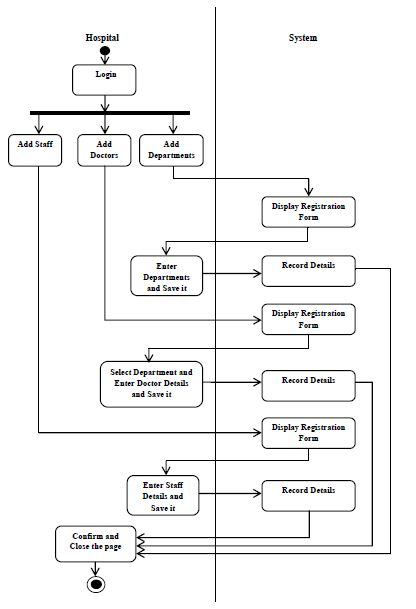 Hospital
System
Login
Add Staff
Add
Doctors
Add
Departments
Display Registration
Form
Enter
Departments
and Save it
Record Details
Display Registration
Form
Select Department and
Enter Doctor Details
and Save it
Record Details
Display Registration
Form
Enter Staff
Details and
Save it
Record Details
Confirm and
Close the page